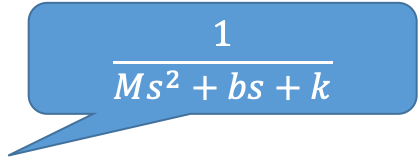 1
Ms² + bs + k